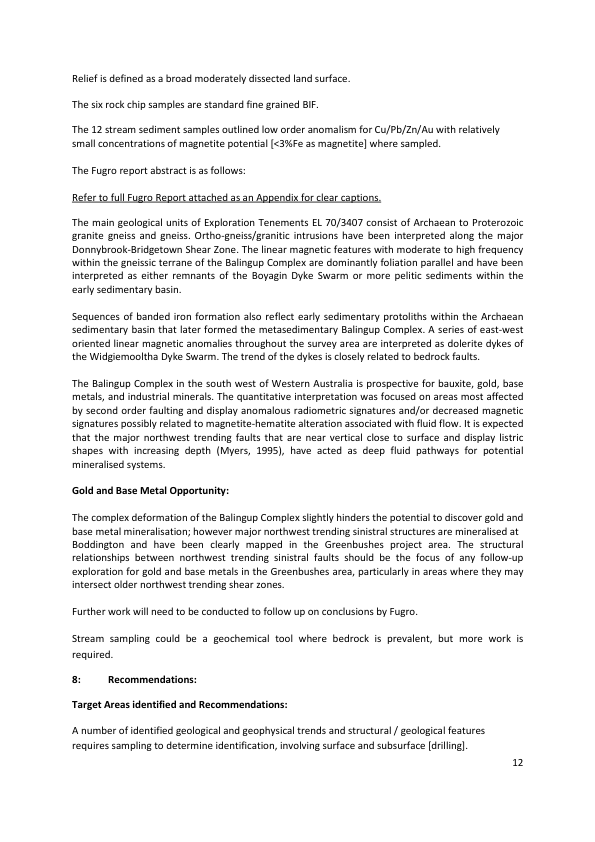 Relief is defined as a broad moderately dissected land surface.
The six rock chip samples are standard fine grained BIF.
The 12 stream sediment samples outlined low order anomalism for Cu/Pb/Zn/Au with relatively
small concentrations of magnetite potential [<3%Fe as magnetite] where sampled.
The Fugro report abstract is as follows:
Refer to full Fugro Report attached as an Appendix for clear captions.
The main geological units of Exploration Tenements EL 70/3407 consist of Archaean to Proterozoic
granite gneiss and gneiss. Ortho-gneiss/granitic intrusions have been interpreted along the major
Donnybrook-Bridgetown Shear Zone. The linear magnetic features with moderate to high frequency
within the gneissic terrane of the Balingup Complex are dominantly foliation parallel and have been
interpreted as either remnants of the Boyagin Dyke Swarm or more pelitic sediments within the
early sedimentary basin.
Sequences of banded iron formation also reflect early sedimentary protoliths within the Archaean
sedimentary basin that later formed the metasedimentary Balingup Complex. A series of east-west
oriented linear magnetic anomalies throughout the survey area are interpreted as dolerite dykes of
the Widgiemooltha Dyke Swarm. The trend of the dykes is closely related to bedrock faults.
The Balingup Complex in the south west of Western Australia is prospective for bauxite, gold, base
metals, and industrial minerals. The quantitative interpretation was focused on areas most affected
by second order faulting and display anomalous radiometric signatures and/or decreased magnetic
signatures possibly related to magnetite-hematite alteration associated with fluid flow. It is expected
that the major northwest trending faults that are near vertical close to surface and display listric
shapes with increasing depth (Myers, 1995), have acted as deep fluid pathways for potential
mineralised systems.
Gold and Base Metal Opportunity:
The complex deformation of the Balingup Complex slightly hinders the potential to discover gold and
base metal mineralisation; however major northwest trending sinistral structures are mineralised at
Boddington and have been clearly mapped in the Greenbushes project area. The structural
relationships between northwest trending sinistral faults should be the focus of any follow-up
exploration for gold and base metals in the Greenbushes area, particularly in areas where they may
intersect older northwest trending shear zones.
Further work will need to be conducted to follow up on conclusions by Fugro.
Stream sampling could be a geochemical tool where bedrock is prevalent, but more work is
required.
8: Recommendations:
Target Areas identified and Recommendations:
A number of identified geological and geophysical trends and structural / geological features
requires sampling to determine identification, involving surface and subsurface [drilling].
12